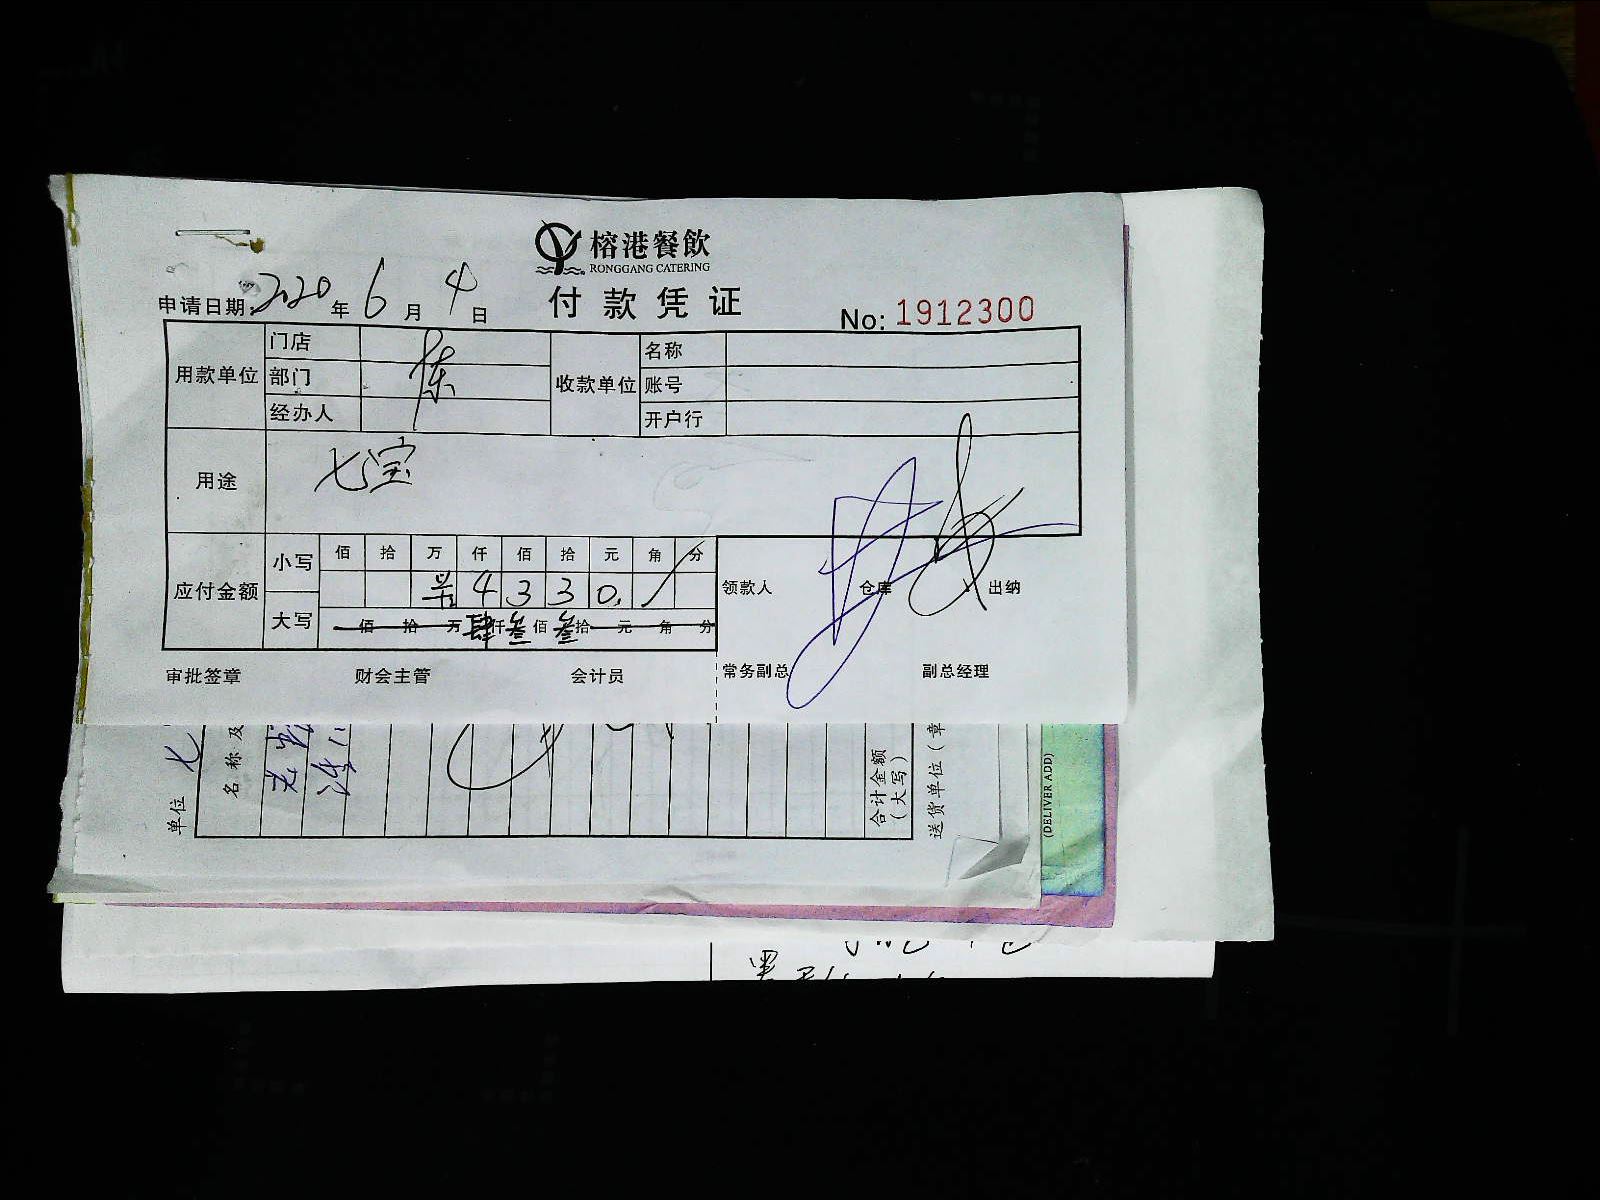 榕港餐飲
RONGGANG CATERING
付款凭证
申请日期: 2020 年 6 月 4 日
No: 1912300
用款单位 门店 部门 经办人 陈
收款单位 名称 账号 开户行
用途 七宝
应付金额 小写 佰 拾 万 仟 佰 拾 元 角 分
4 3 3 0.
大写 佰 拾 万 肆仟 叁佰 叁拾 元 角 分
领款人 仓库 出纳
审批签章 财会主管 会计员 常务副总 副总经理
单位 七
名称及
合计金额
(大写)
送货单位(章
(DELIVER ADD)